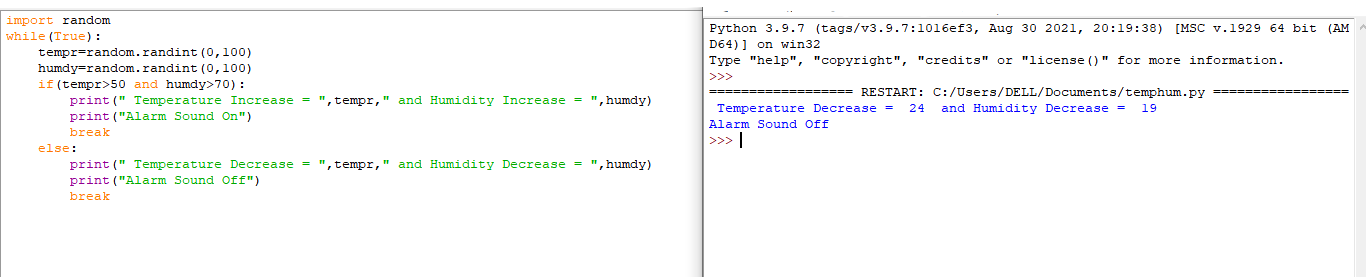 import random
while(True):
    tempr=random.randint(0,100)
    humdy=random.randint(0,100)
    if(tempr>50 and humdy>70):
        print(" Temperature Increase = ",tempr," and Humidity Increase = ",humdy)
        print("Alarm Sound On")
        break
    else:
        print(" Temperature Decrease = ",tempr," and Humidity Decrease = ",humdy)
        print("Alarm Sound Off")
        break
Python 3.9.7 (tags/v3.9.7:1016ef3, Aug 30 2021, 20:19:38) [MSC v.1929 64 bit (AM
D64)] on win32
Type "help", "copyright", "credits" or "license()" for more information.
>>>
================== RESTART: C:/Users/DELL/Documents/temphum.py =================
 Temperature Decrease =  24  and Humidity Decrease =  19
Alarm Sound Off
>>>